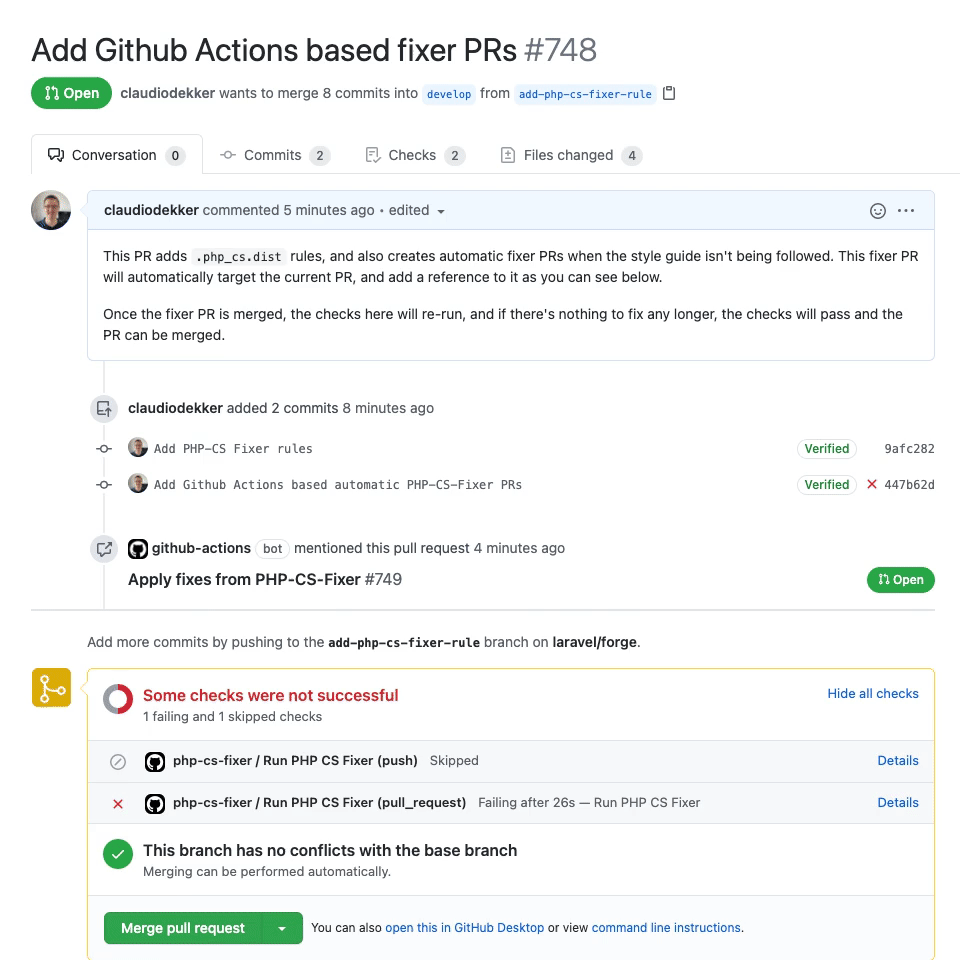 Add Github Actions based fixer PRs #748
Open claudiodekker wants to merge 8 commits into develop from add-php-cs-fixer-rule
Conversation 0 Commits 2 Checks 2 Files changed 4
claudiodekker commented 5 minutes ago • edited
This PR adds .php_cs.dist rules, and also creates automatic fixer PRs when the style guide isn't being followed. This fixer PR
will automatically target the current PR, and add a reference to it as you can see below.
Once the fixer PR is merged, the checks here will re-run, and if there's nothing to fix any longer, the checks will pass and the
PR can be merged.
claudiodekker added 2 commits 8 minutes ago
Add PHP-CS Fixer rules Verified 9afc282
Add Github Actions based automatic PHP-CS-Fixer PRs Verified 447b62d
github-actions bot mentioned this pull request 4 minutes ago
Apply fixes from PHP-CS-Fixer #749 Open
Add more commits by pushing to the add-php-cs-fixer-rule branch on laravel/forge.
Some checks were not successful Hide all checks
1 failing and 1 skipped checks
php-cs-fixer / Run PHP CS Fixer (push) Skipped Details
php-cs-fixer / Run PHP CS Fixer (pull_request) Failing after 26s — Run PHP CS Fixer Details
This branch has no conflicts with the base branch
Merging can be performed automatically.
Merge pull request You can also open this in GitHub Desktop or view command line instructions.